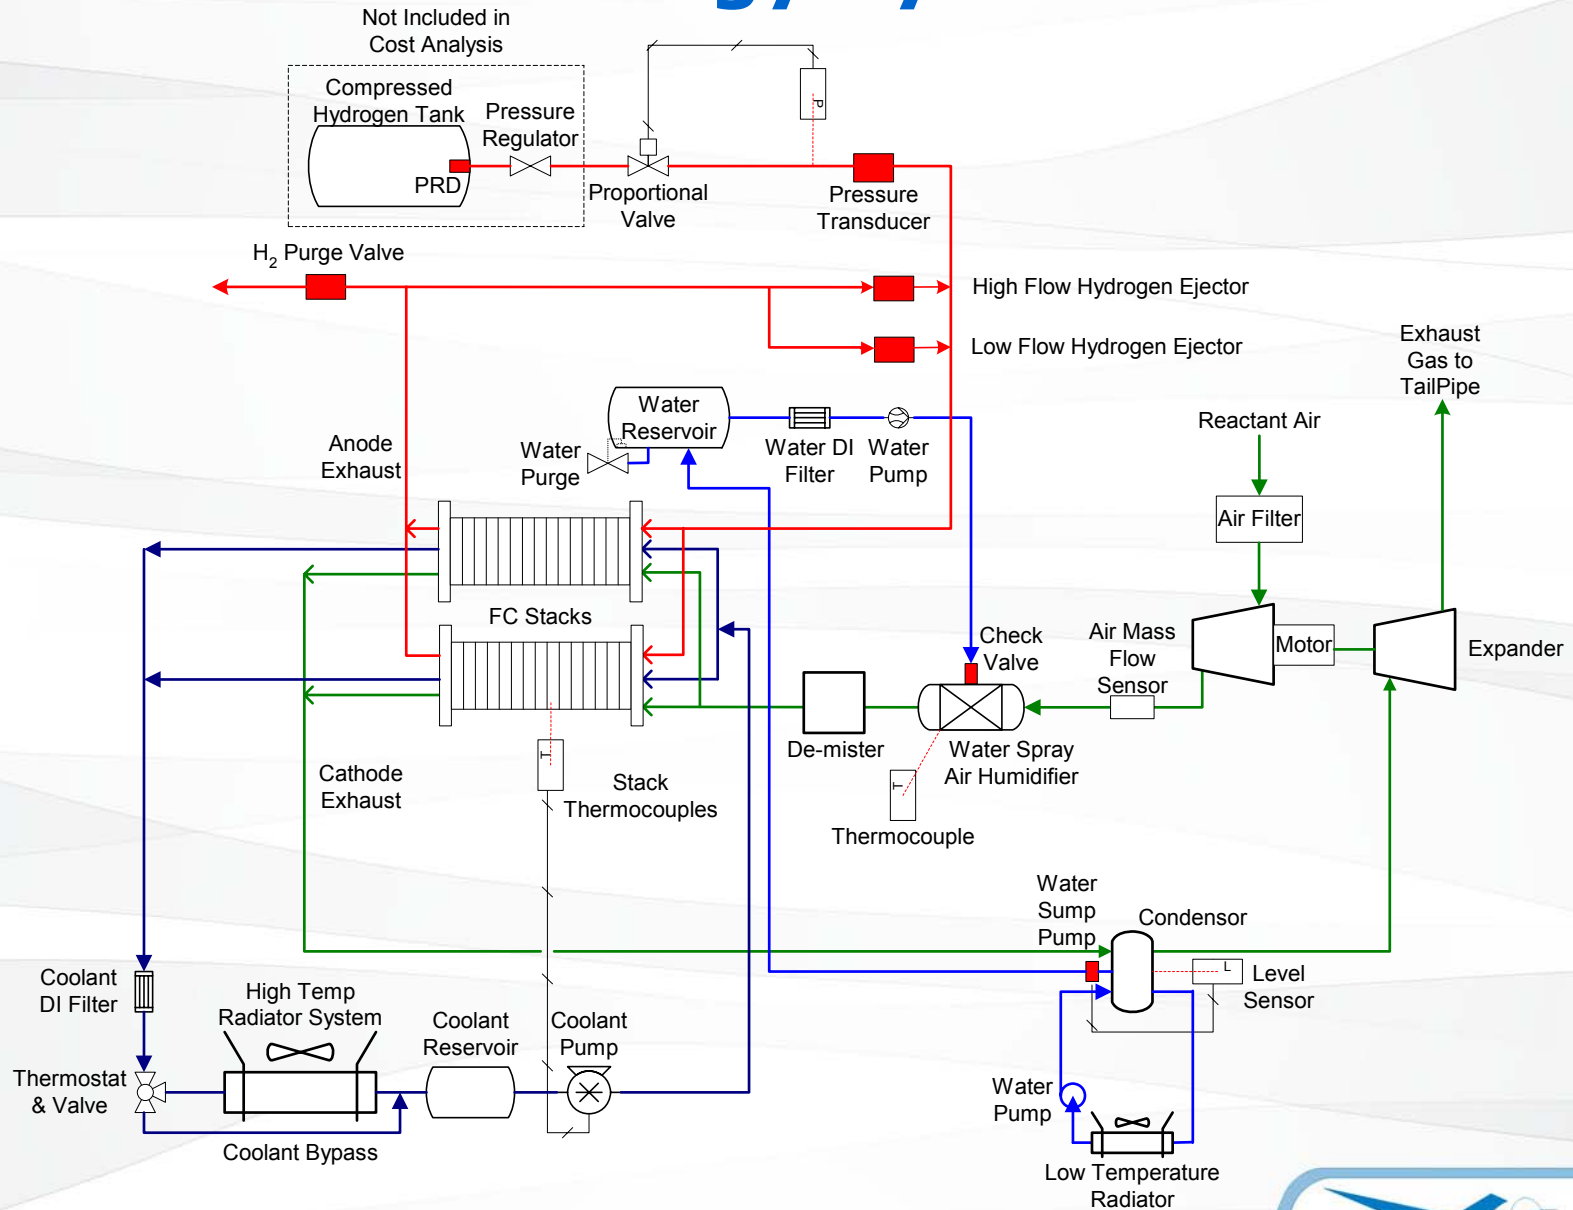 Not Included in
Cost Analysis
Compressed
Hydrogen Tank
Pressure
Regulator
PRD
P
Proportional
Valve
Pressure
Transducer
H2 Purge Valve
High Flow Hydrogen Ejector
Low Flow Hydrogen Ejector
Exhaust
Gas to
TailPipe
Water
Reservoir
Reactant Air
Anode
Exhaust
Water
Purge
Water DI
Filter
Water
Pump
Air Filter
FC Stacks
Check
Valve
Air Mass
Flow
Sensor
Motor
Expander
De-mister
Water Spray
Air Humidifier
T
Cathode
Exhaust
Stack
Thermocouples
T
Thermocouple
Water
Sump
Pump
Condensor
L
Level
Sensor
Coolant
DI Filter
High Temp
Radiator System
Coolant
Reservoir
Coolant
Pump
Thermostat
& Valve
Water
Pump
Coolant Bypass
Low Temperature
Radiator